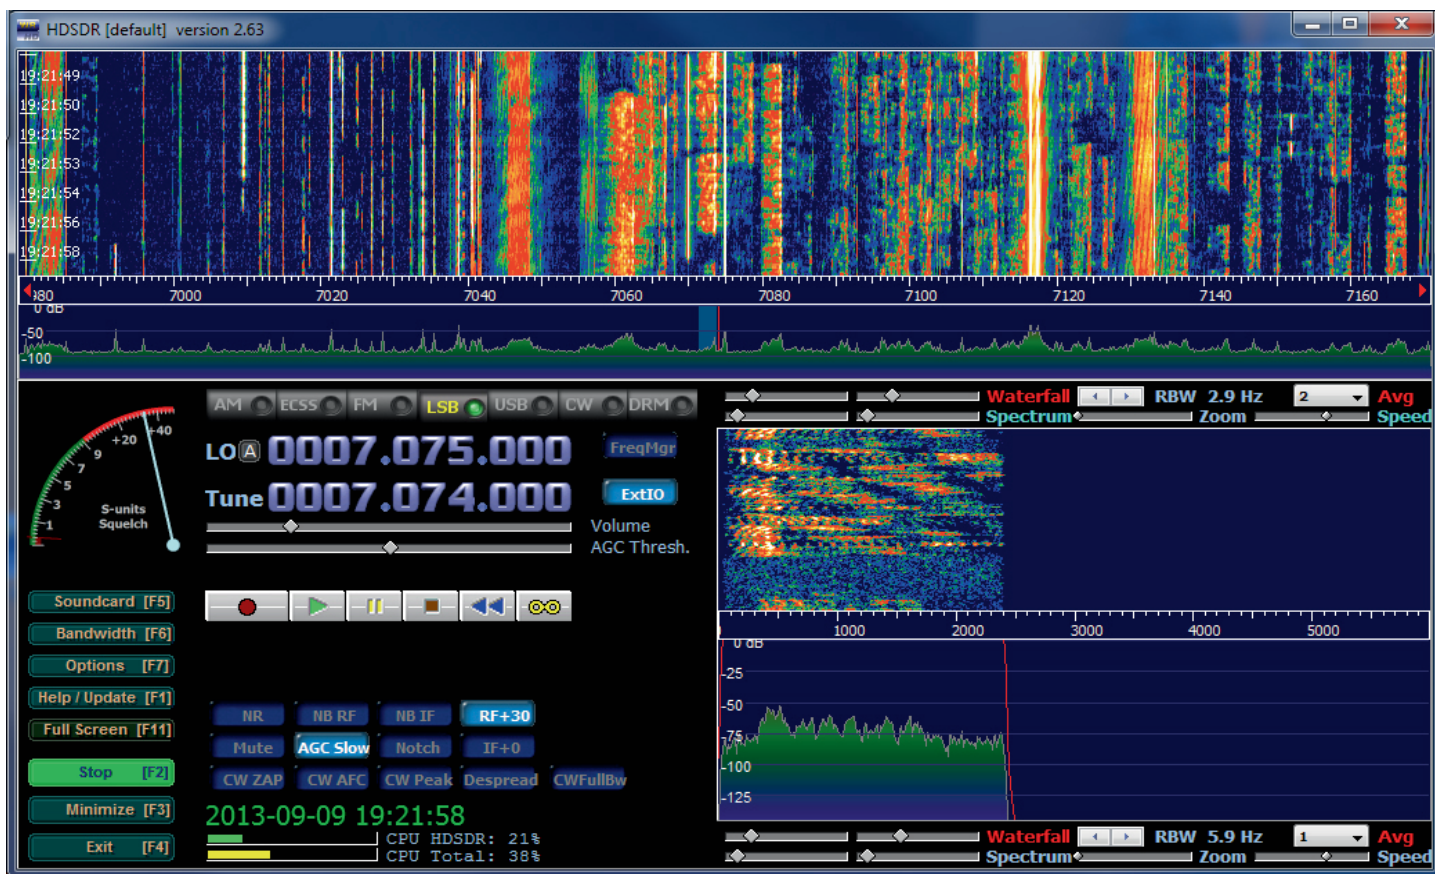 HDSDR [default]  version 2.63
19:21:49
19:21:50
19:21:52
19:21:53
19:21:54
19:21:56
19:21:58
980 7000 7020 7040 7060 7080 7100 7120 7140 7160
0 dB
-50
-100
AM ECSS FM LSB USB CW DRM
Waterfall RBW 2.9 Hz 2 Avg
Spectrum Zoom Speed
1 3 5 7 9 +20 +40
S-units
Squelch
LO A 0007.075.000 FreqMgr
Tune 0007.074.000 ExtIO
Volume
AGC Thresh.
Soundcard [F5]
Bandwidth [F6]
Options [F7]
Help / Update [F1]
Full Screen [F11]
Stop [F2]
Minimize [F3]
Exit [F4]
NR NB RF NB IF RF+30
Mute AGC Slow Notch IF+0
CW ZAP CW AFC CW Peak Despread CWFullBw
2013-09-09 19:21:58
CPU HDSDR: 21%
CPU Total: 38%
1000 2000 3000 4000 5000
0 dB
-25
-50
-75
-100
-125
Waterfall RBW 5.9 Hz 1 Avg
Spectrum Zoom Speed